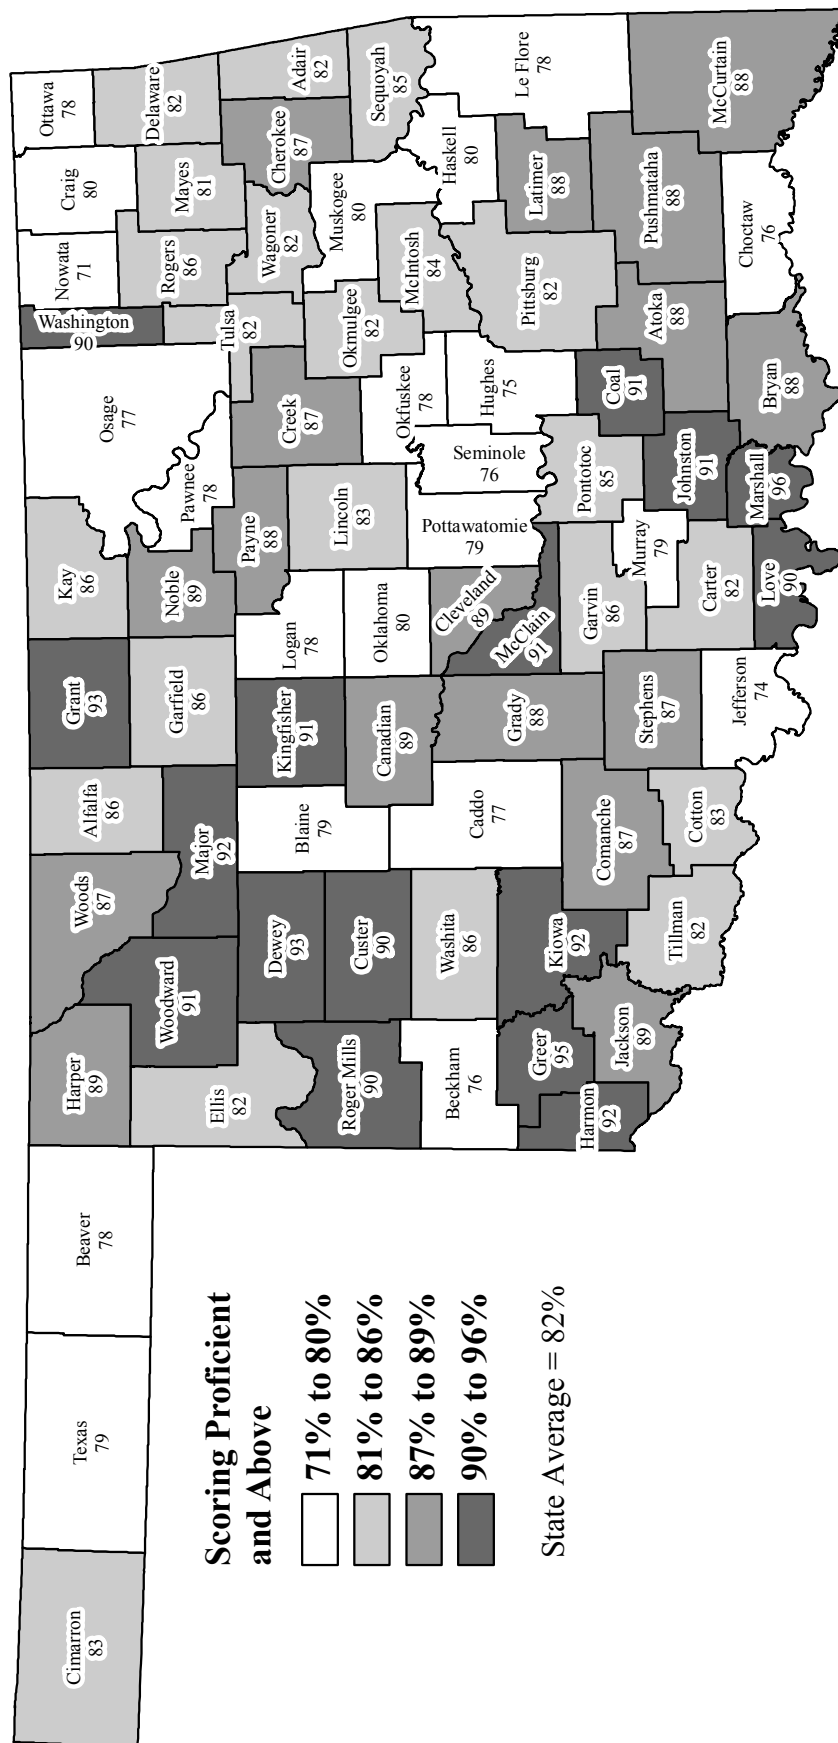 Cimarron
83
Texas
79
Beaver
78
Harper
89
Woods
87
Alfalfa
86
Grant
93
Kay
86
Osage
77
Washington
90
Nowata
71
Craig
80
Ottawa
78
Ellis
82
Woodward
91
Major
92
Garfield
86
Noble
89
Pawnee
78
Rogers
86
Mayes
81
Delaware
82
Roger Mills
90
Dewey
93
Blaine
79
Kingfisher
91
Logan
78
Payne
88
Creek
87
Tulsa
82
Wagoner
82
Cherokee
87
Adair
82
Custer
90
Canadian
89
Oklahoma
80
Lincoln
83
Okfuskee
78
Okmulgee
82
Muskogee
80
Sequoyah
85
Beckham
76
Washita
86
Caddo
77
Grady
88
Cleveland
89
McClain
91
Pottawatomie
79
Seminole
76
Hughes
75
McIntosh
84
Haskell
80
Le Flore
78
Greer
95
Kiowa
92
Harmon
92
Jackson
89
Comanche
87
Stephens
87
Garvin
86
Murray
79
Pontotoc
85
Coal
91
Pittsburg
82
Latimer
88
Tillman
82
Cotton
83
Jefferson
74
Carter
82
Johnston
91
Atoka
88
Pushmataha
88
McCurtain
88
Love
90
Marshall
96
Bryan
88
Choctaw
76
Scoring Proficient
and Above
71% to 80%
81% to 86%
87% to 89%
90% to 96%
State Average = 82%